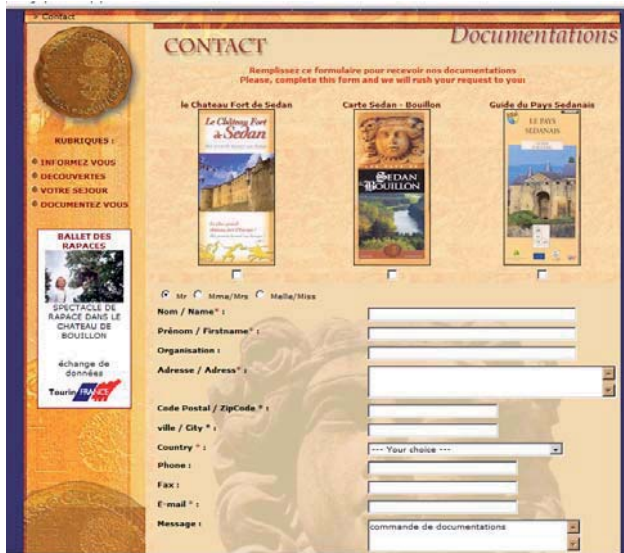 » Contact
CONTACT
Documentations
Remplissez ce formulaire pour recevoir nos documentations
Please, complete this form and we will rush your request to you:
le Chateau Fort de Sedan
Carte Sedan - Bouillon
Guide du Pays Sedanais
Le Château Fort
de Sedan
SEDAN
BOUILLON
LE PAYS
SEDANAIS
RUBRIQUES :
INFORMEZ VOUS
DECOUVERTES
VOTRE SEJOUR
DOCUMENTEZ VOUS
BALLET DES
RAPACES
SPECTACLE DE
RAPACE DANS LE
CHATEAU DE
BOUILLON
échange de
données
Tourin FRANCE
Mr Mme/Mrs Melle/Miss
Nom / Name* :
Prénom / Firstname* :
Organisation :
Adresse / Adress* :
Code Postal / ZipCode * :
ville / City * :
Country * :
--- Your choice ---
Phone :
Fax :
E-mail * :
Message :
commande de documentations